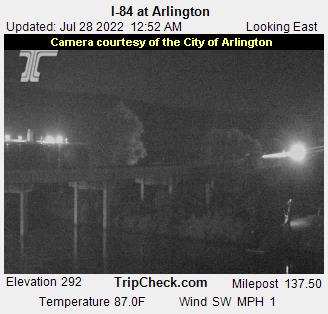 I-84 at Arlington
Updated: Jul 28 2022 12:52 AM Looking East
Camera courtesy of the City of Arlington
Elevation 292 TripCheck.com Milepost 137.50
Temperature 87.0F Wind SW MPH 1